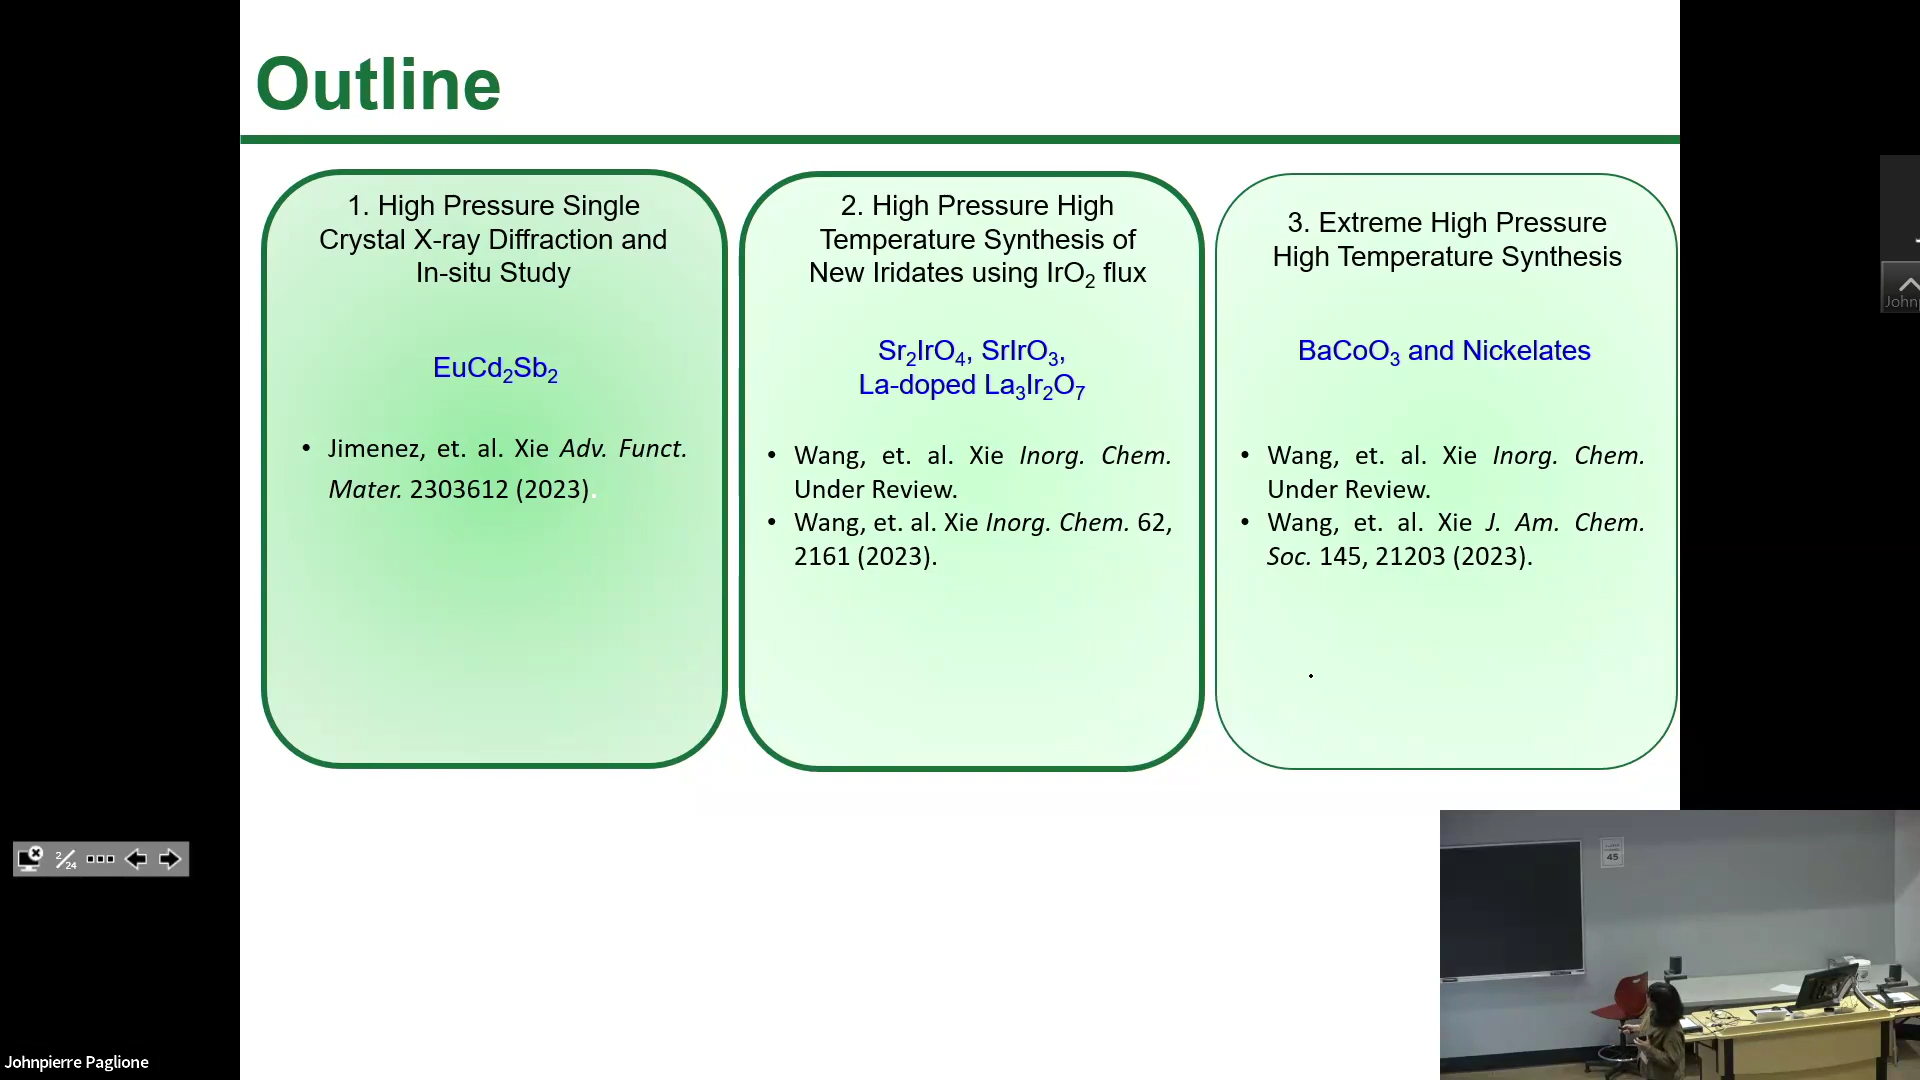 Outline
1. High Pressure Single
Crystal X-ray Diffraction and
In-situ Study
EuCd₂Sb₂
• Jimenez, et. al. Xie Adv. Funct.
Mater. 2303612 (2023).
2. High Pressure High
Temperature Synthesis of
New Iridates using IrO₂ flux
Sr₂IrO₄, SrIrO₃,
La-doped La₃Ir₂O₇
• Wang, et. al. Xie Inorg. Chem.
Under Review.
• Wang, et. al. Xie Inorg. Chem. 62,
2161 (2023).
3. Extreme High Pressure
High Temperature Synthesis
BaCoO₃ and Nickelates
• Wang, et. al. Xie Inorg. Chem.
Under Review.
• Wang, et. al. Xie J. Am. Chem.
Soc. 145, 21203 (2023).
2/24
45
Johnpierre Paglione